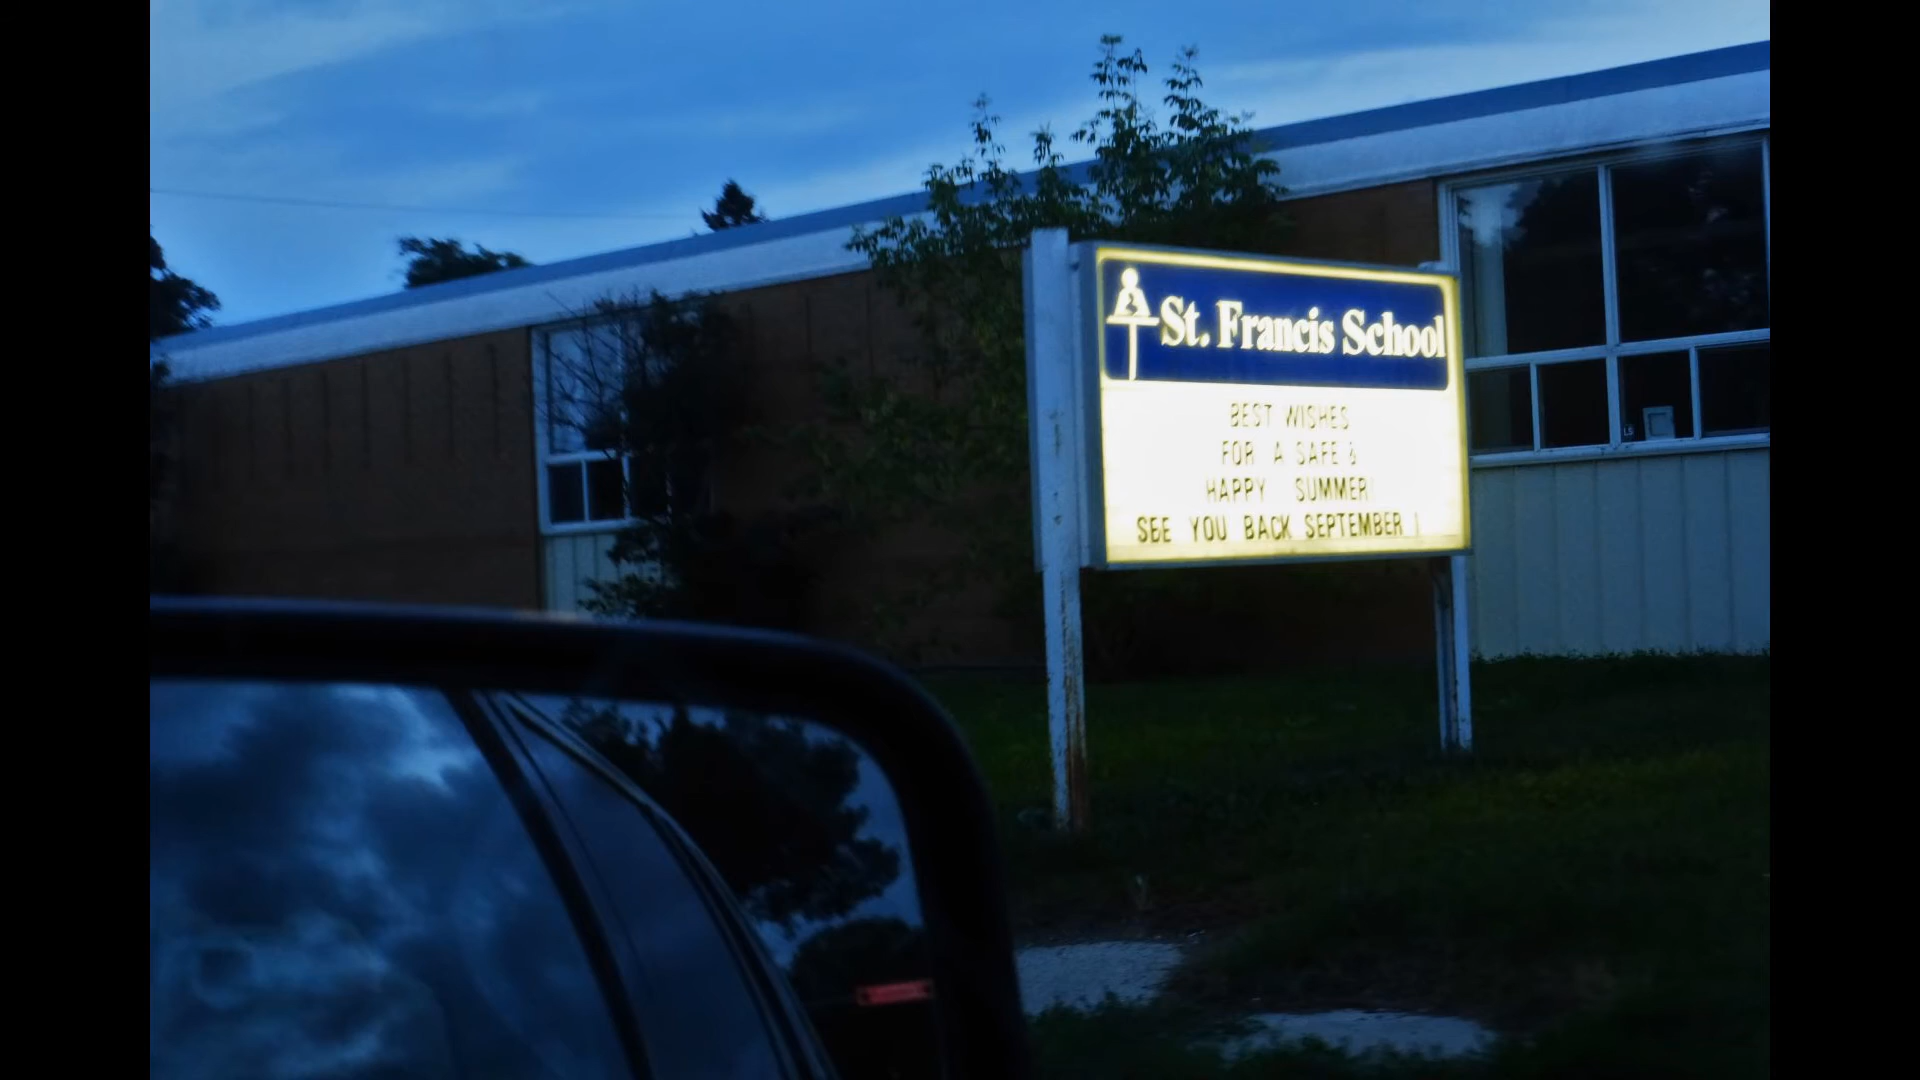 St. Francis School
BEST WISHES
FOR A SAFE &
HAPPY SUMMER!
SEE YOU BACK SEPTEMBER !